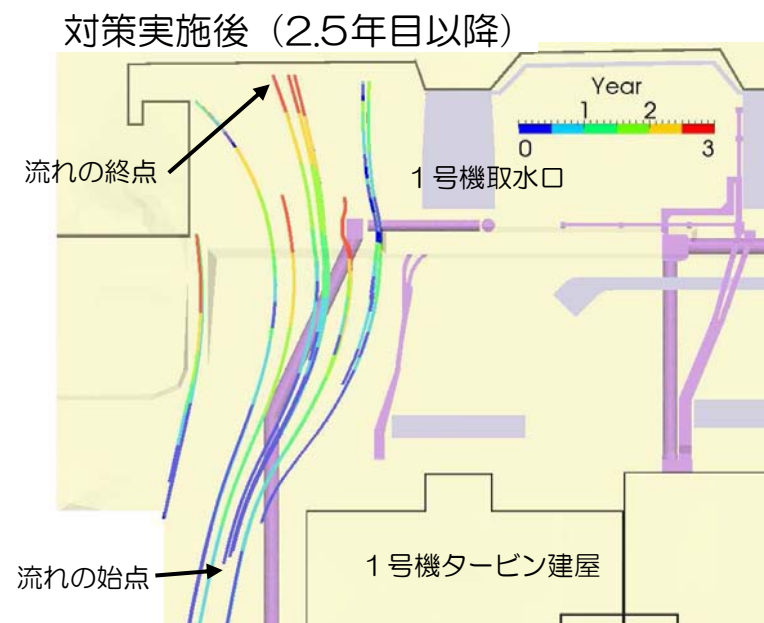 対策実施後（2.5年目以降）
Year
1 2
0 3
流れの終点
１号機取水口
流れの始点
１号機タービン建屋